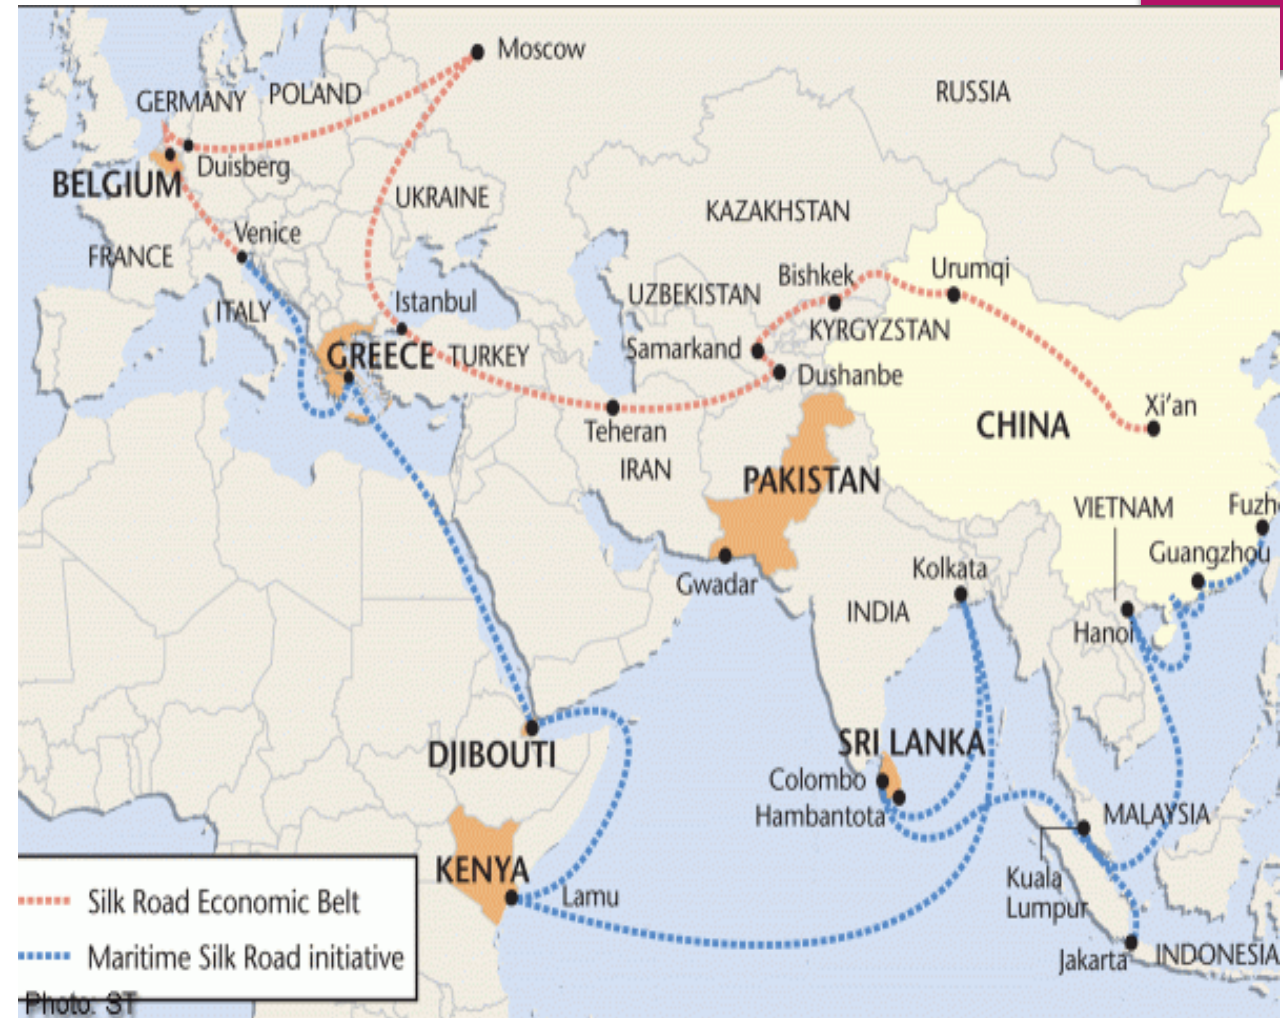 Moscow
RUSSIA
GERMANY
POLAND
Duisberg
BELGIUM
UKRAINE
KAZAKHSTAN
Venice
FRANCE
Bishkek
Urumqi
UZBEKISTAN
Istanbul
ITALY
KYRGYZSTAN
GREECE
TURKEY
Samarkand
Dushanbe
Xi'an
Teheran
CHINA
IRAN
PAKISTAN
VIETNAM
Fuzh
Guangzhou
Kolkata
Gwadar
INDIA
Hanoi
SRI LANKA
DJIBOUTI
Colombo
Hambantota
MALAYSIA
KENYA
Lamu
Kuala
Lumpur
Jakarta
INDONESIA
Silk Road Economic Belt
Maritime Silk Road initiative
Photo: ST